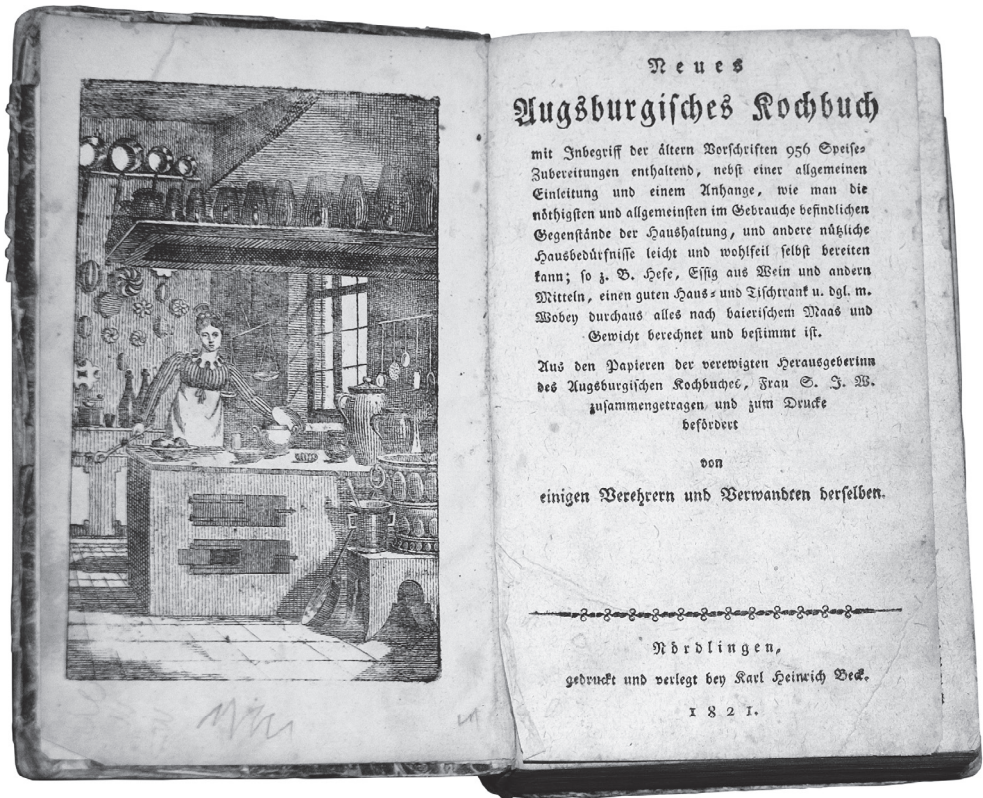 Neues
Augsburgisches Kochbuch
mit Inbegriff der ältern Vorschriften 956 Speise-
Zubereitungen enthaltend, nebst einer allgemeinen
Einleitung und einem Anhange, wie man die
nöthigsten und allgemeinsten im Gebrauche befindlichen
Gegenstände der Haushaltung, und andere nützliche
Hausbedürfnisse leicht und wohlfeil selbst bereiten
kann; so z. B. Hefe, Essig aus Wein und andern
Mitteln, einen guten Haus- und Tischtrank u. dgl. m.
Wobey durchaus alles nach baierischem Maas und
Gewicht berechnet und bestimmt ist.
Aus den Papieren der verewigten Herausgeberinn
des Augsburgischen Kochbuches, Frau S. J. W.
zusammengetragen und zum Drucke
befördert
von
einigen Verehrern und Verwandten derselben.
Nördlingen,
gedruckt und verlegt bey Karl Heinrich Beck.
1821.